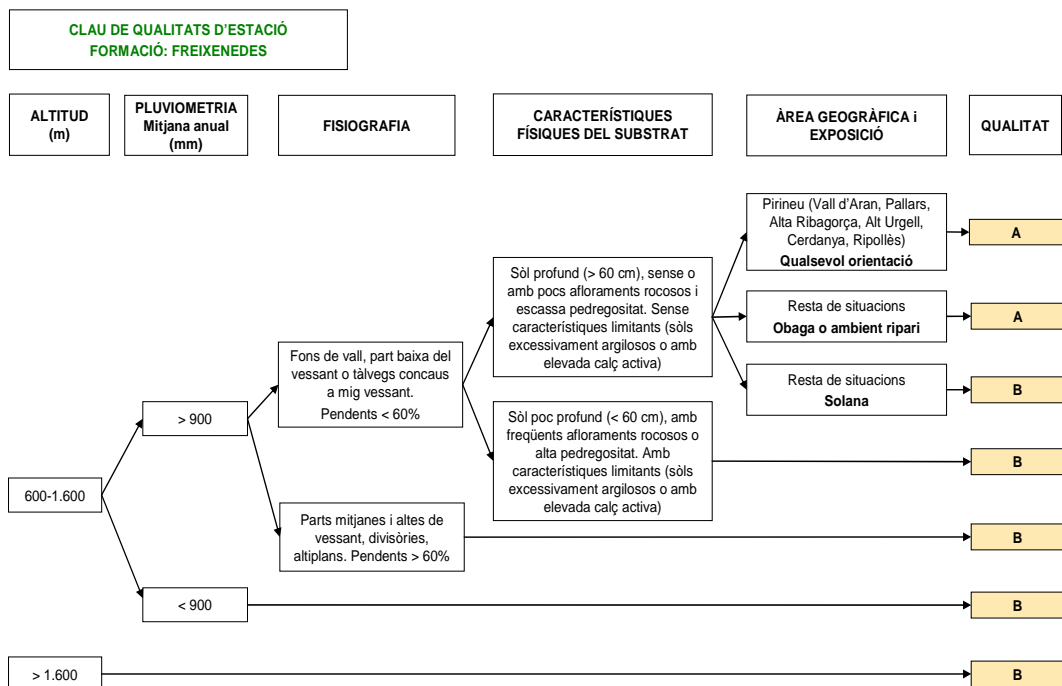 CLAU DE QUALITATS D'ESTACIÓ
FORMACIÓ: FREIXENEDES
ALTITUD
(m)
PLUVIOMETRIA
Mitjana anual
(mm)
FISIOGRAFIA
CARACTERÍSTIQUES
FÍSIQUES DEL SUBSTRAT
ÀREA GEOGRÀFICA i
EXPOSICIÓ
QUALITAT
Pirineu (Vall d'Aran, Pallars,
Alta Ribagorça, Alt Urgell,
Cerdanya, Ripollès)
Qualsevol orientació
A
Sòl profund (> 60 cm), sense o
amb pocs afloraments rocosos i
escassa pedregositat. Sense
característiques limitants (sòls
excessivament argilosos o amb
elevada calç activa)
Resta de situacions
Obaga o ambient ripari
A
Fons de vall, part baixa del
vessant o tàlvegs concaus
a mig vessant.
Pendents < 60%
Resta de situacions
Solana
B
> 900
Sòl poc profund (< 60 cm), amb
freqüents afloraments rocosos o
alta pedregositat. Amb
característiques limitants (sòls
excessivament argilosos o amb
elevada calç activa)
B
600-1.600
Parts mitjanes i altes de
vessant, divisòries,
altiplans. Pendents > 60%
B
< 900
B
> 1.600
B